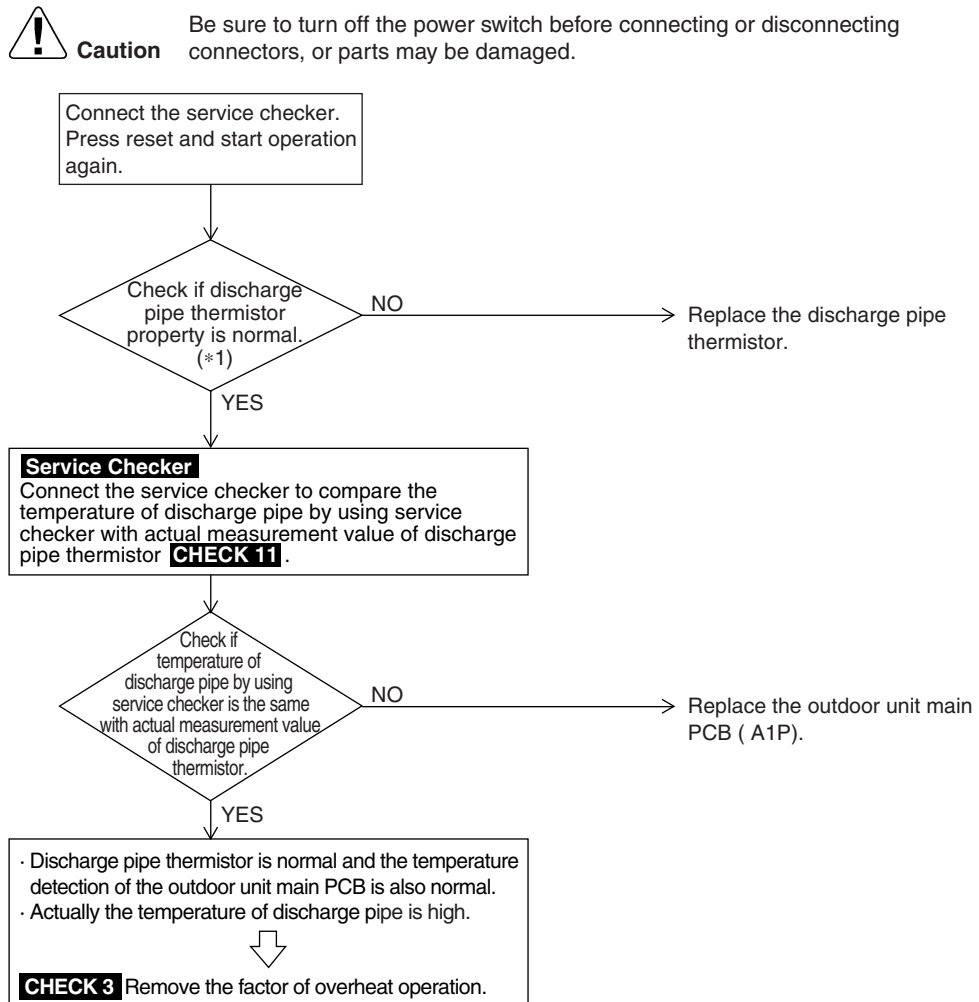 Be sure to turn off the power switch before connecting or disconnecting
Caution connectors, or parts may be damaged.
Connect the service checker.
Press reset and start operation
again.
Check if discharge
pipe thermistor
property is normal.
(*1)
NO
Replace the discharge pipe
thermistor.
YES
Service Checker
Connect the service checker to compare the
temperature of discharge pipe by using service
checker with actual measurement value of discharge
pipe thermistor CHECK 11 .
Check if
temperature of
discharge pipe by using
service checker is the same
with actual measurement value
of discharge pipe
thermistor.
NO
Replace the outdoor unit main
PCB ( A1P).
YES
· Discharge pipe thermistor is normal and the temperature
detection of the outdoor unit main PCB is also normal.
· Actually the temperature of discharge pipe is high.
CHECK 3 Remove the factor of overheat operation.